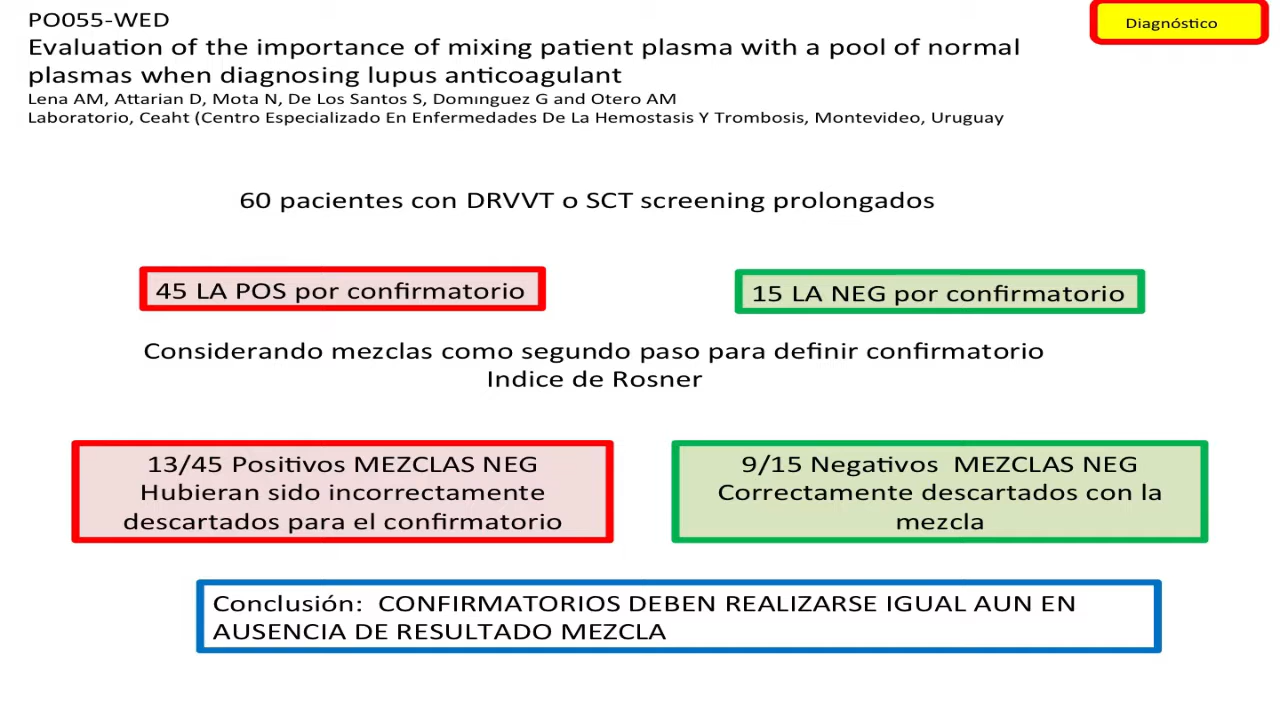 PO055-WED
Diagnóstico
Evaluation of the importance of mixing patient plasma with a pool of normal
plasmas when diagnosing lupus anticoagulant
Lena AM, Attarian D, Mota N, De Los Santos S, Domınguez G and Otero AM
Laboratorio, Ceaht (Centro Especializado En Enfermedades De La Hemostasis Y Trombosis, Montevideo, Uruguay
60 pacientes con DRVVT o SCT screening prolongados
45 LA POS por confirmatorio
15 LA NEG por confirmatorio
Considerando mezclas como segundo paso para definir confirmatorio
Indice de Rosner
13/45 Positivos MEZCLAS NEG
Hubieran sido incorrectamente
descartados para el confirmatorio
9/15 Negativos MEZCLAS NEG
Correctamente descartados con la
mezcla
Conclusión: CONFIRMATORIOS DEBEN REALIZARSE IGUAL AUN EN
AUSENCIA DE RESULTADO MEZCLA